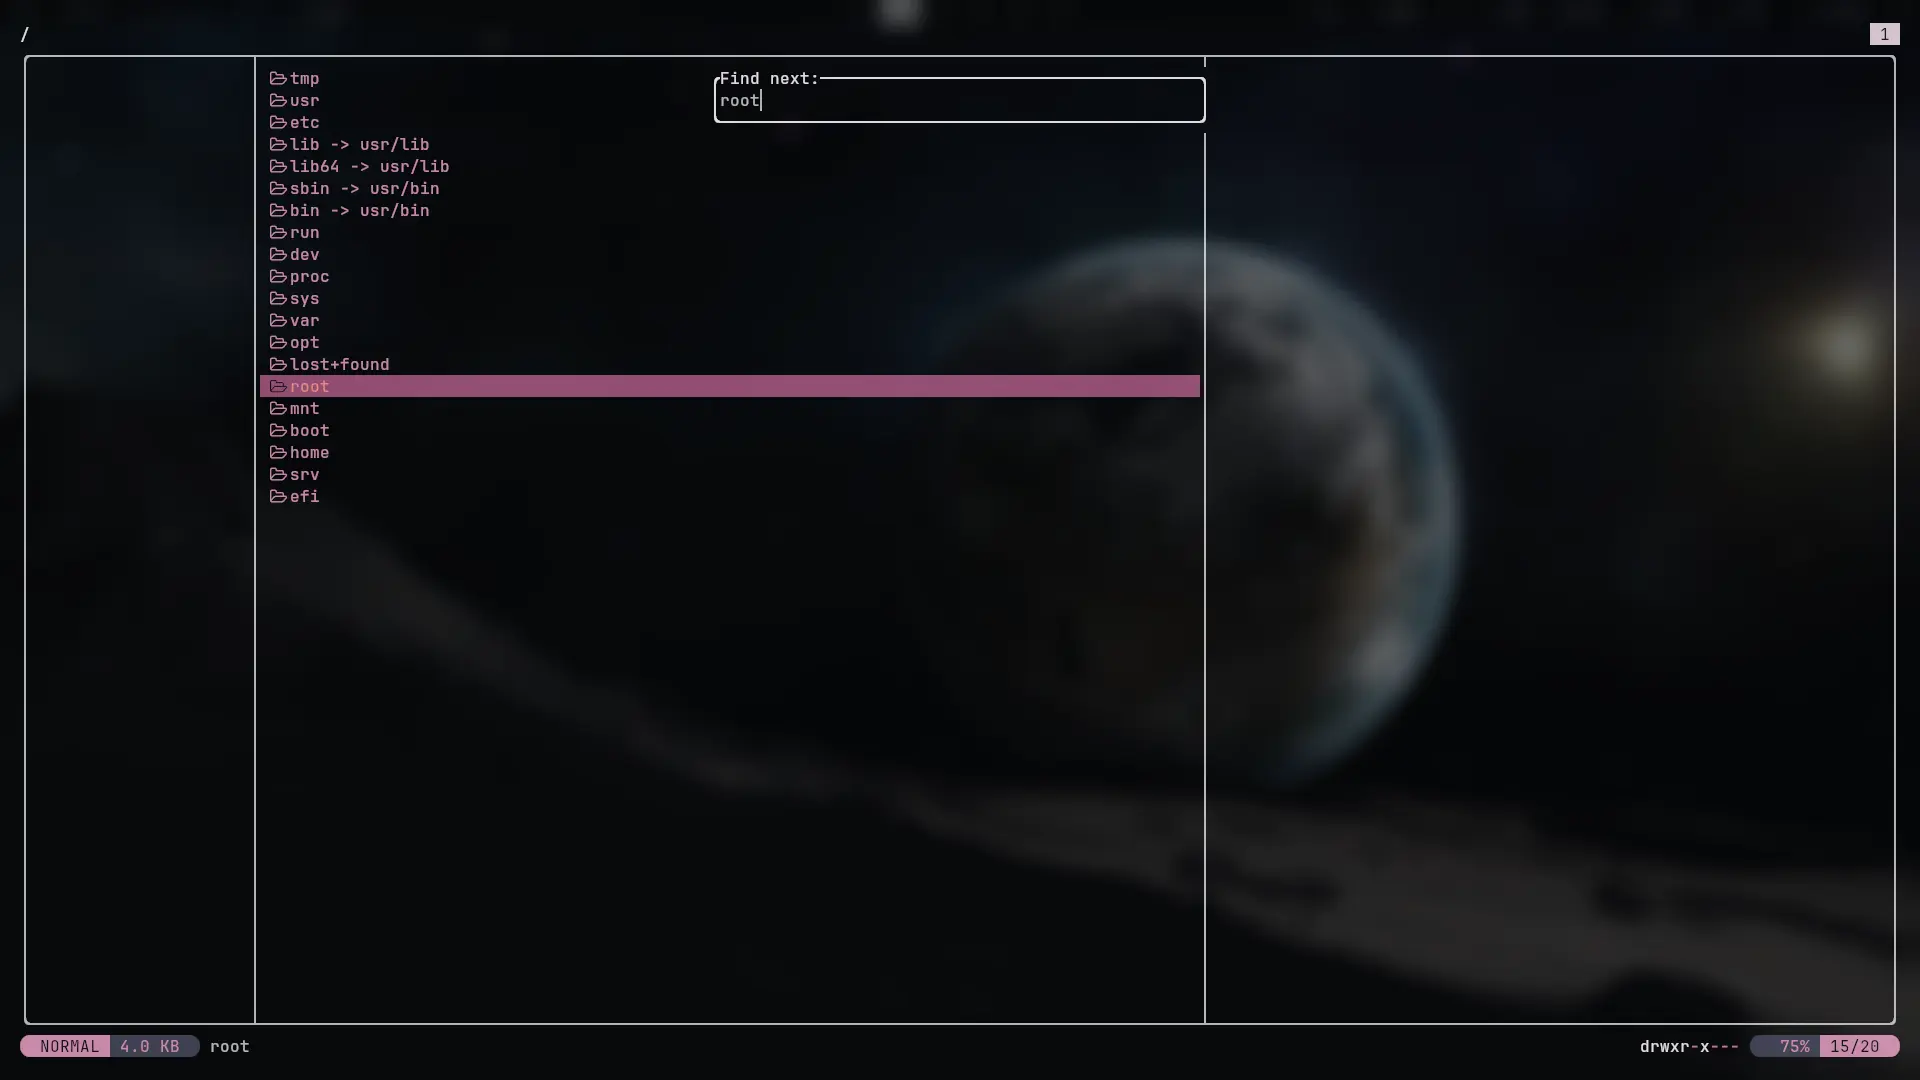 /
1
Find next:
root
tmp
usr
etc
lib -> usr/lib
lib64 -> usr/lib
sbin -> usr/bin
bin -> usr/bin
run
dev
proc
sys
var
opt
lost+found
root
mnt
boot
home
srv
efi
NORMAL 4.0 KB root
drwxr-x--- 75% 15/20